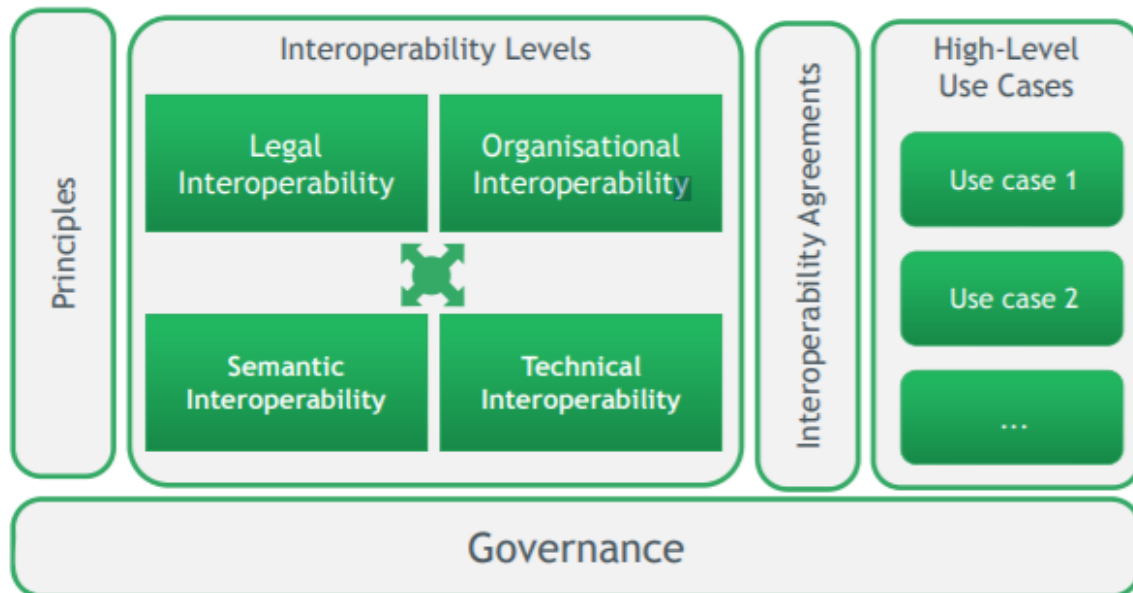 Principles
Interoperability Levels
Legal
Interoperability
Organisational
Interoperability
Semantic
Interoperability
Technical
Interoperability
Interoperability Agreements
High-Level
Use Cases
Use case 1
Use case 2
...
Governance